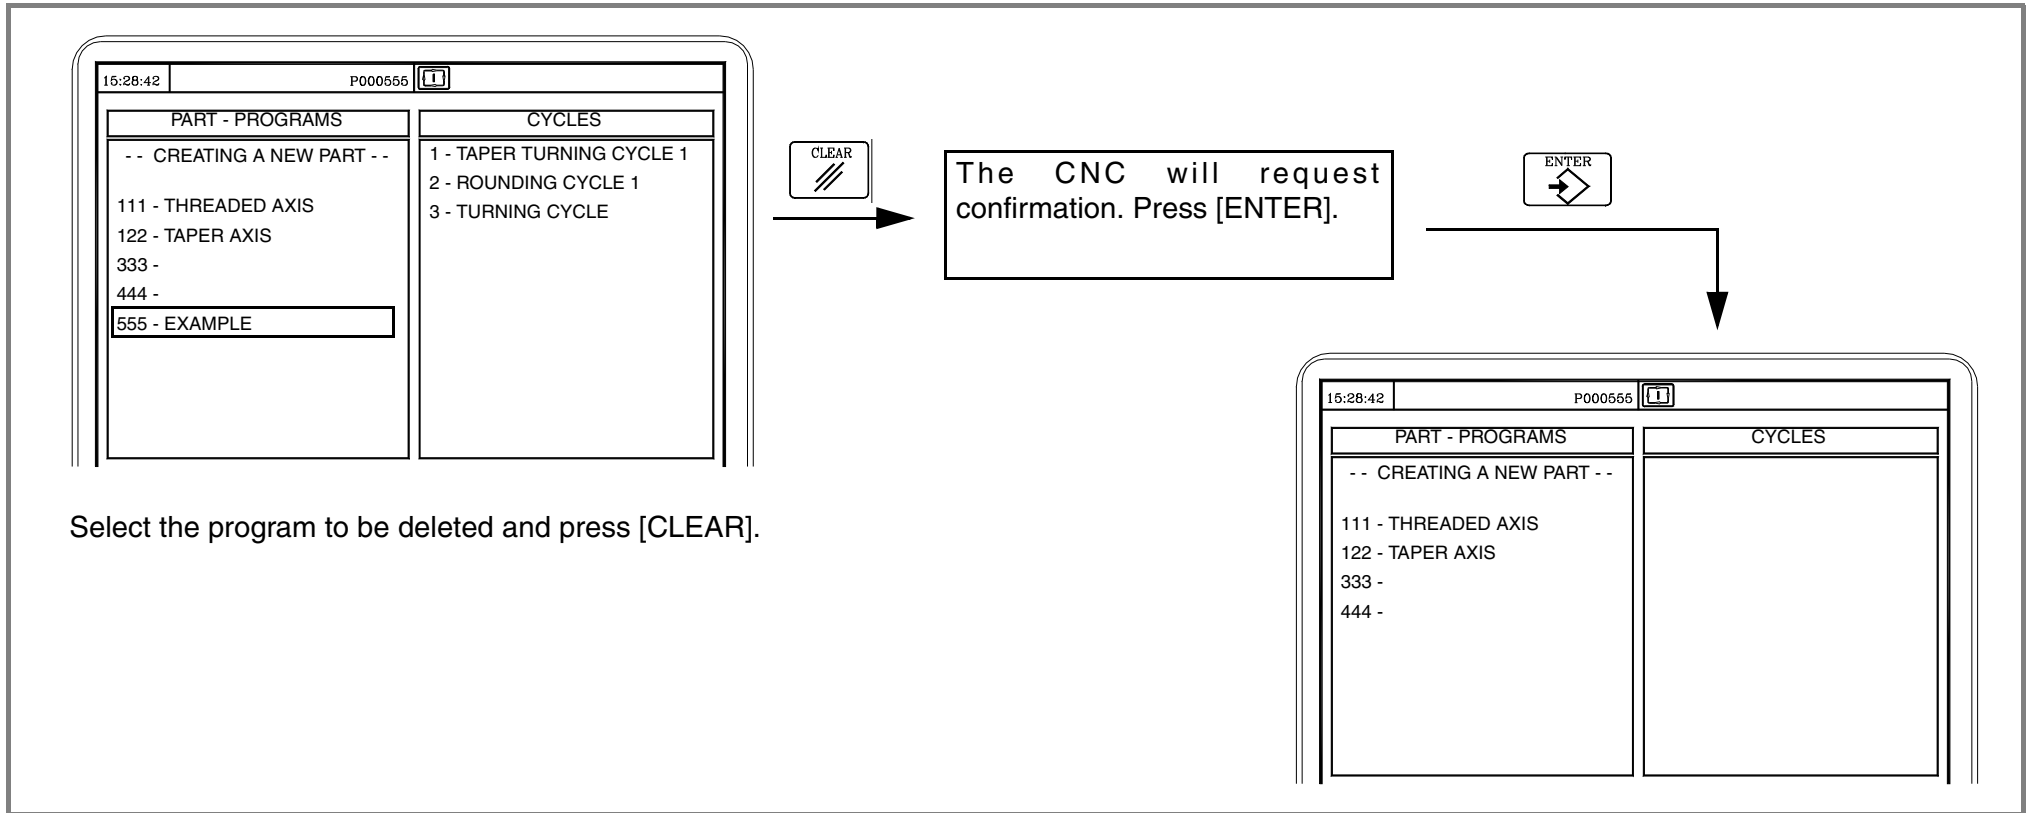 15:28:42 P000555
PART - PROGRAMS CYCLES
- - CREATING A NEW PART - -
111 - THREADED AXIS
122 - TAPER AXIS
333 -
444 -
555 - EXAMPLE
1 - TAPER TURNING CYCLE 1
2 - ROUNDING CYCLE 1
3 - TURNING CYCLE
Select the program to be deleted and press [CLEAR].
CLEAR
The CNC will request
confirmation. Press [ENTER].
ENTER
15:28:42 P000555
PART - PROGRAMS CYCLES
- - CREATING A NEW PART - -
111 - THREADED AXIS
122 - TAPER AXIS
333 -
444 -